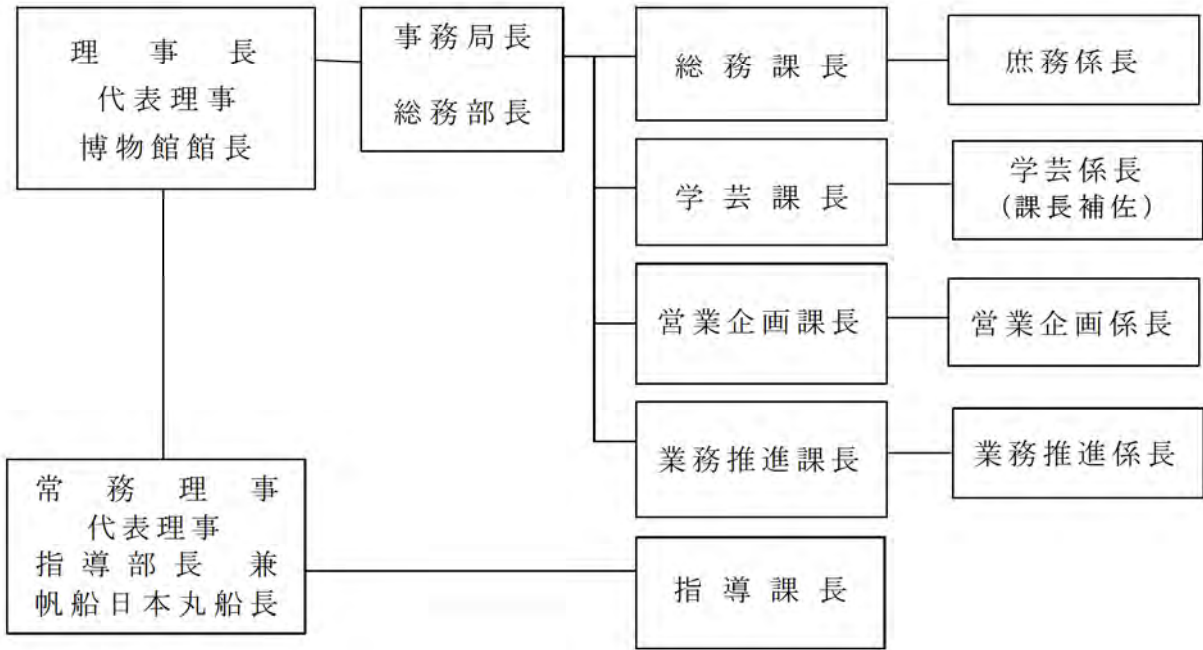 理事長
代表理事
博物館館長
事務局長
総務部長
総務課長
庶務係長
学芸課長
学芸係長
(課長補佐)
営業企画課長
営業企画係長
業務推進課長
業務推進係長
常務理事
代表理事
指導部長 兼
帆船日本丸船長
指導課長